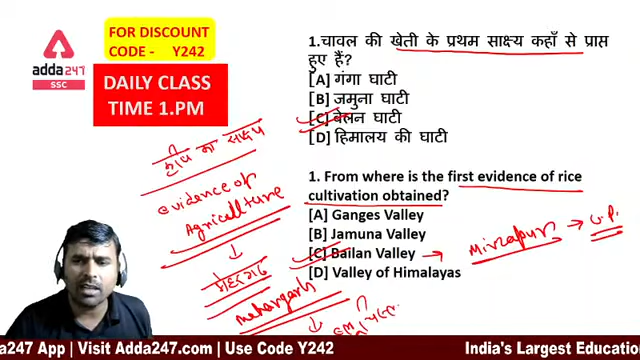 FOR DISCOUNT
CODE - Y242
adda247
SSC
DAILY CLASS
TIME 1.PM
1.चावल की खेती के प्रथम साक्ष्य कहाँ से प्राप्त
हुए हैं?
[A] गंगा घाटी
[B] जमुना घाटी
[C] बेलन घाटी
[D] हिमालय की घाटी
1. From where is the first evidence of rice
cultivation obtained?
[A] Ganges Valley
[B] Jamuna Valley
[C] Bailan Valley → Mirzapur → U.P.
[D] Valley of Himalayas
कृषि का साक्ष्य
evidence of
Agriculture
मेहरगढ़
mehargarh
a247 App | Visit Adda247.com | Use Code Y242
India's Largest Educatio